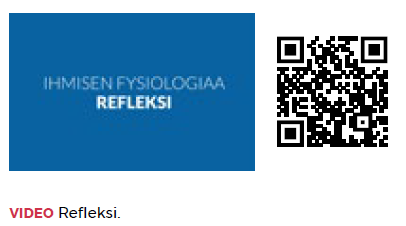 IHMISEN FYSIOLOGIAA
REFLEKSI
VIDEO Refleksi.